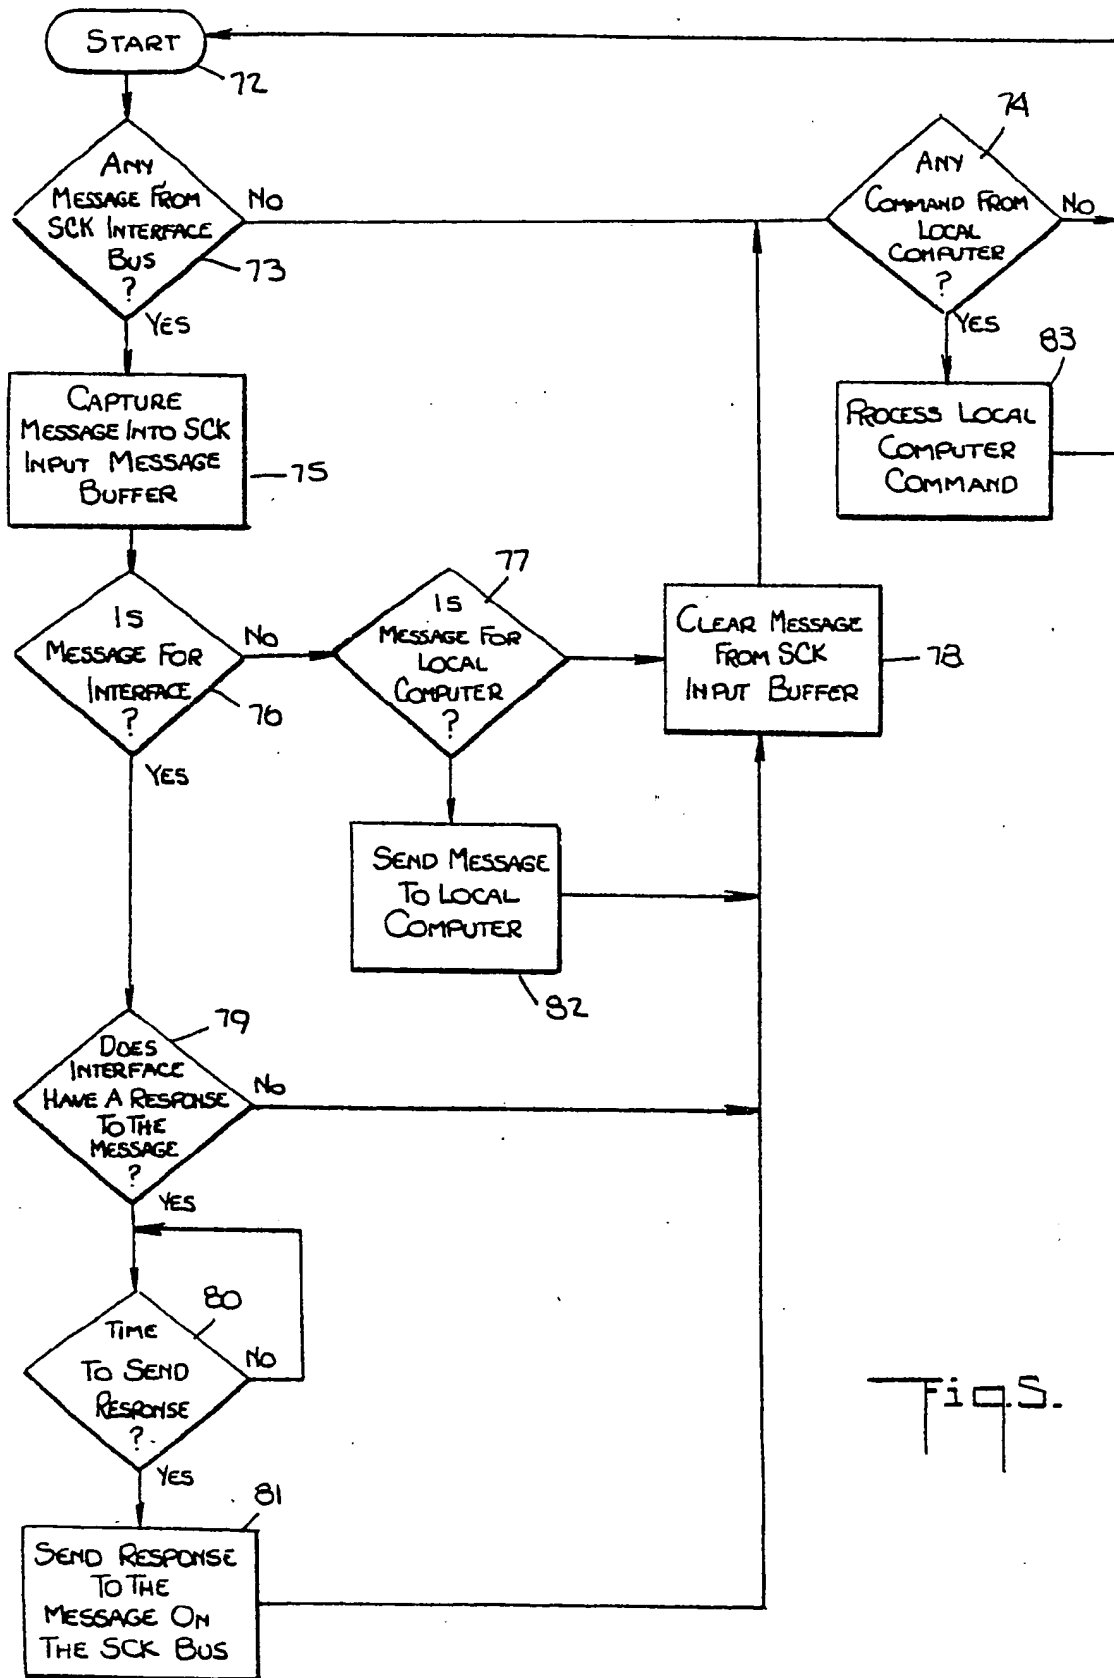 START
72
ANY
MESSAGE FROM
SCK INTERFACE
BUS
?
73
NO
YES
74
ANY
COMMAND FROM
LOCAL
COMPUTER
?
NO
YES
CAPTURE
MESSAGE INTO SCK
INPUT MESSAGE
BUFFER
75
83
PROCESS LOCAL
COMPUTER
COMMAND
IS
MESSAGE FOR
INTERFACE
?
76
NO
YES
77
IS
MESSAGE FOR
LOCAL
COMPUTER
?
CLEAR MESSAGE
FROM SCK
INPUT BUFFER
78
SEND MESSAGE
TO LOCAL
COMPUTER
82
79
DOES
INTERFACE
HAVE A RESPONSE
TO THE
MESSAGE
?
NO
YES
80
TIME
TO SEND
RESPONSE
?
NO
YES
81
SEND RESPONSE
TO THE
MESSAGE ON
THE SCK BUS
Fig.5.